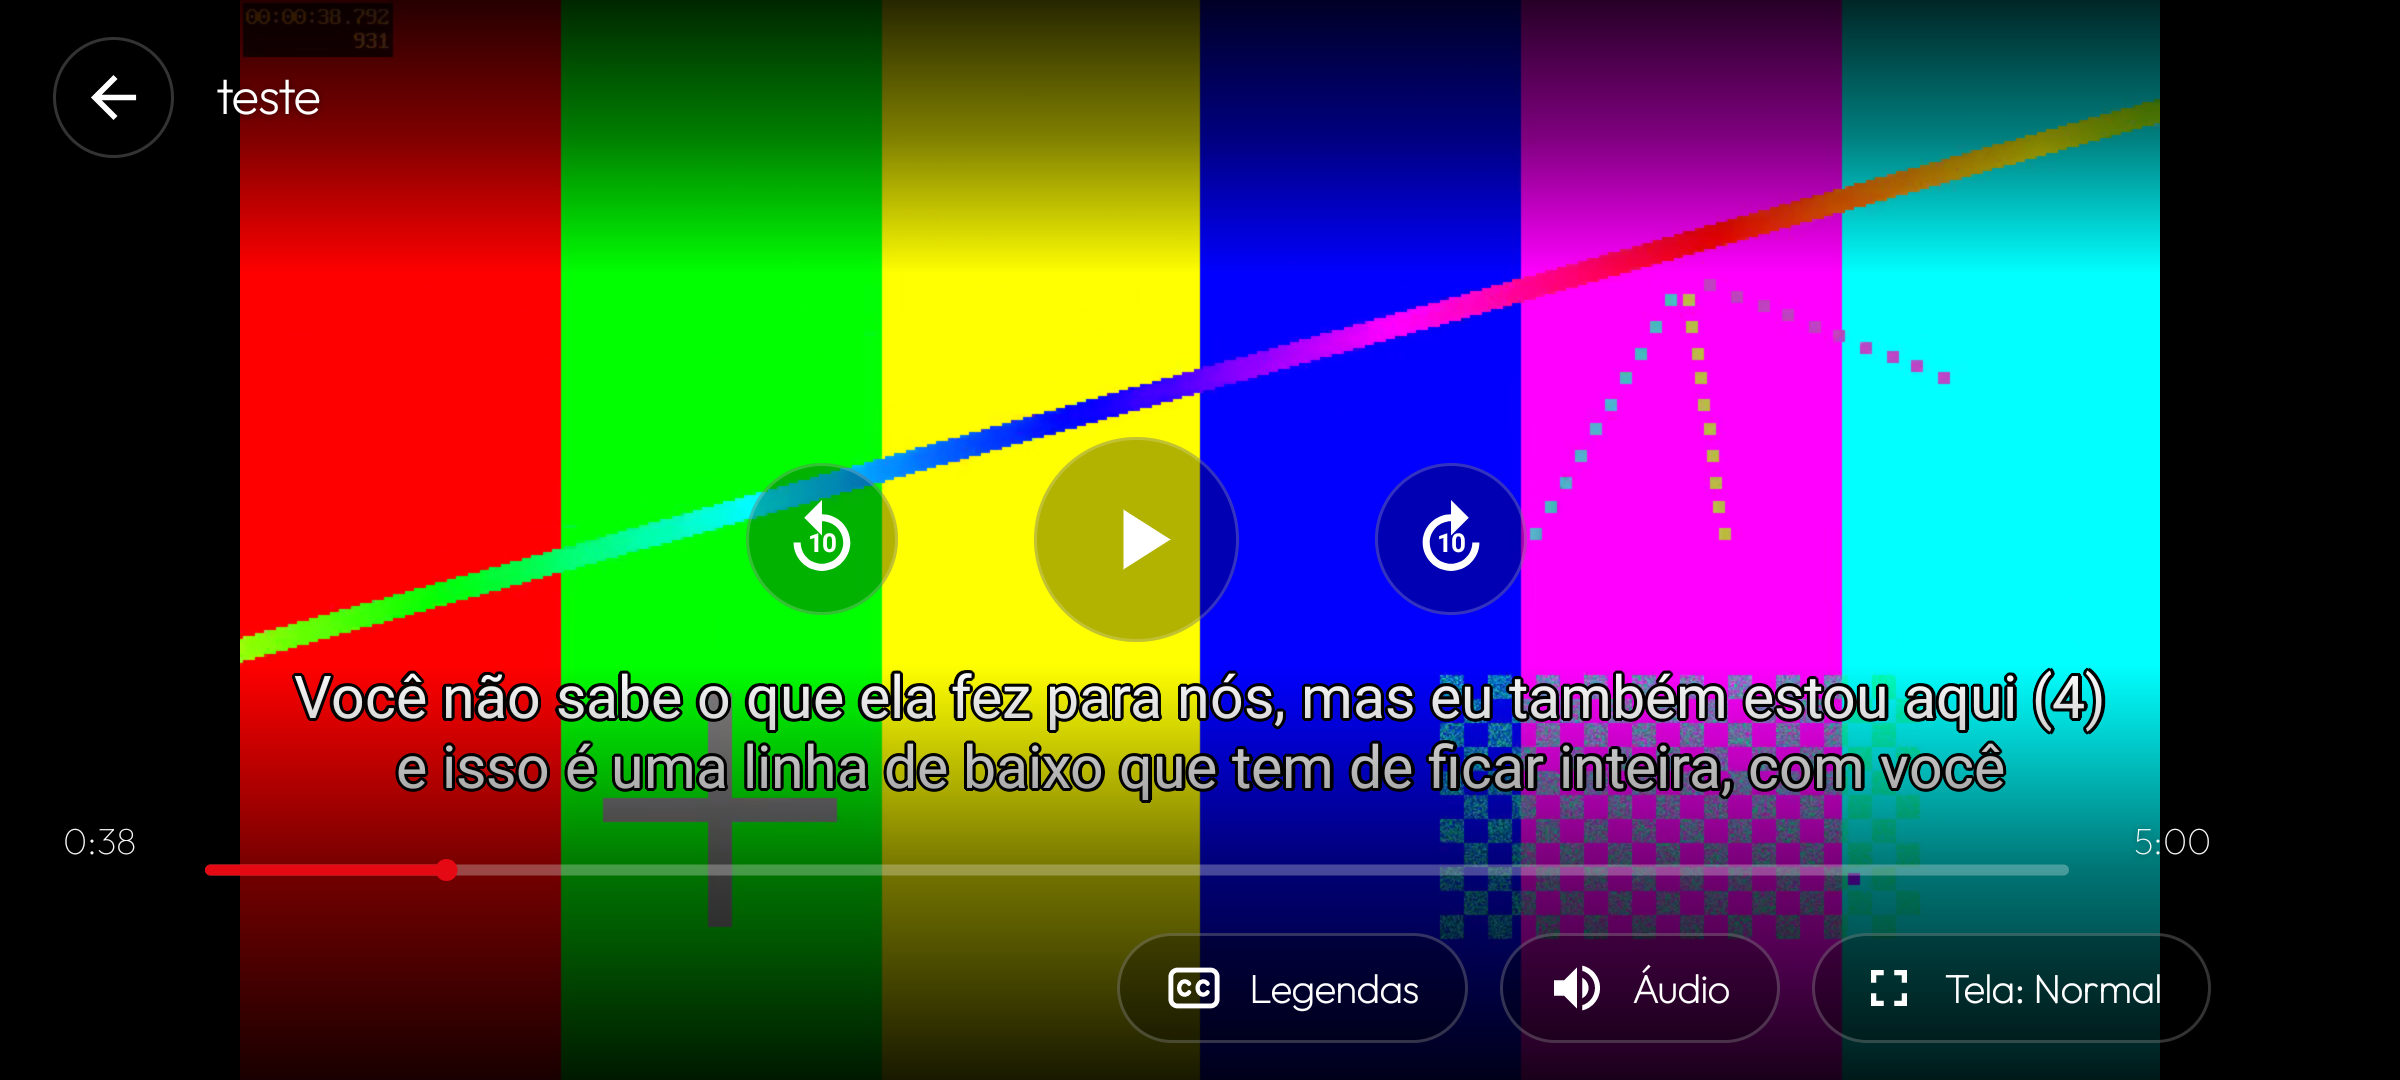 00:00:38.792
931
teste
10
10
Você não sabe o que ela fez para nós, mas eu também estou aqui (4)
e isso é uma linha de baixo que tem de ficar inteira, com você
0:38
5:00
CC Legendas
Áudio
Tela: Normal